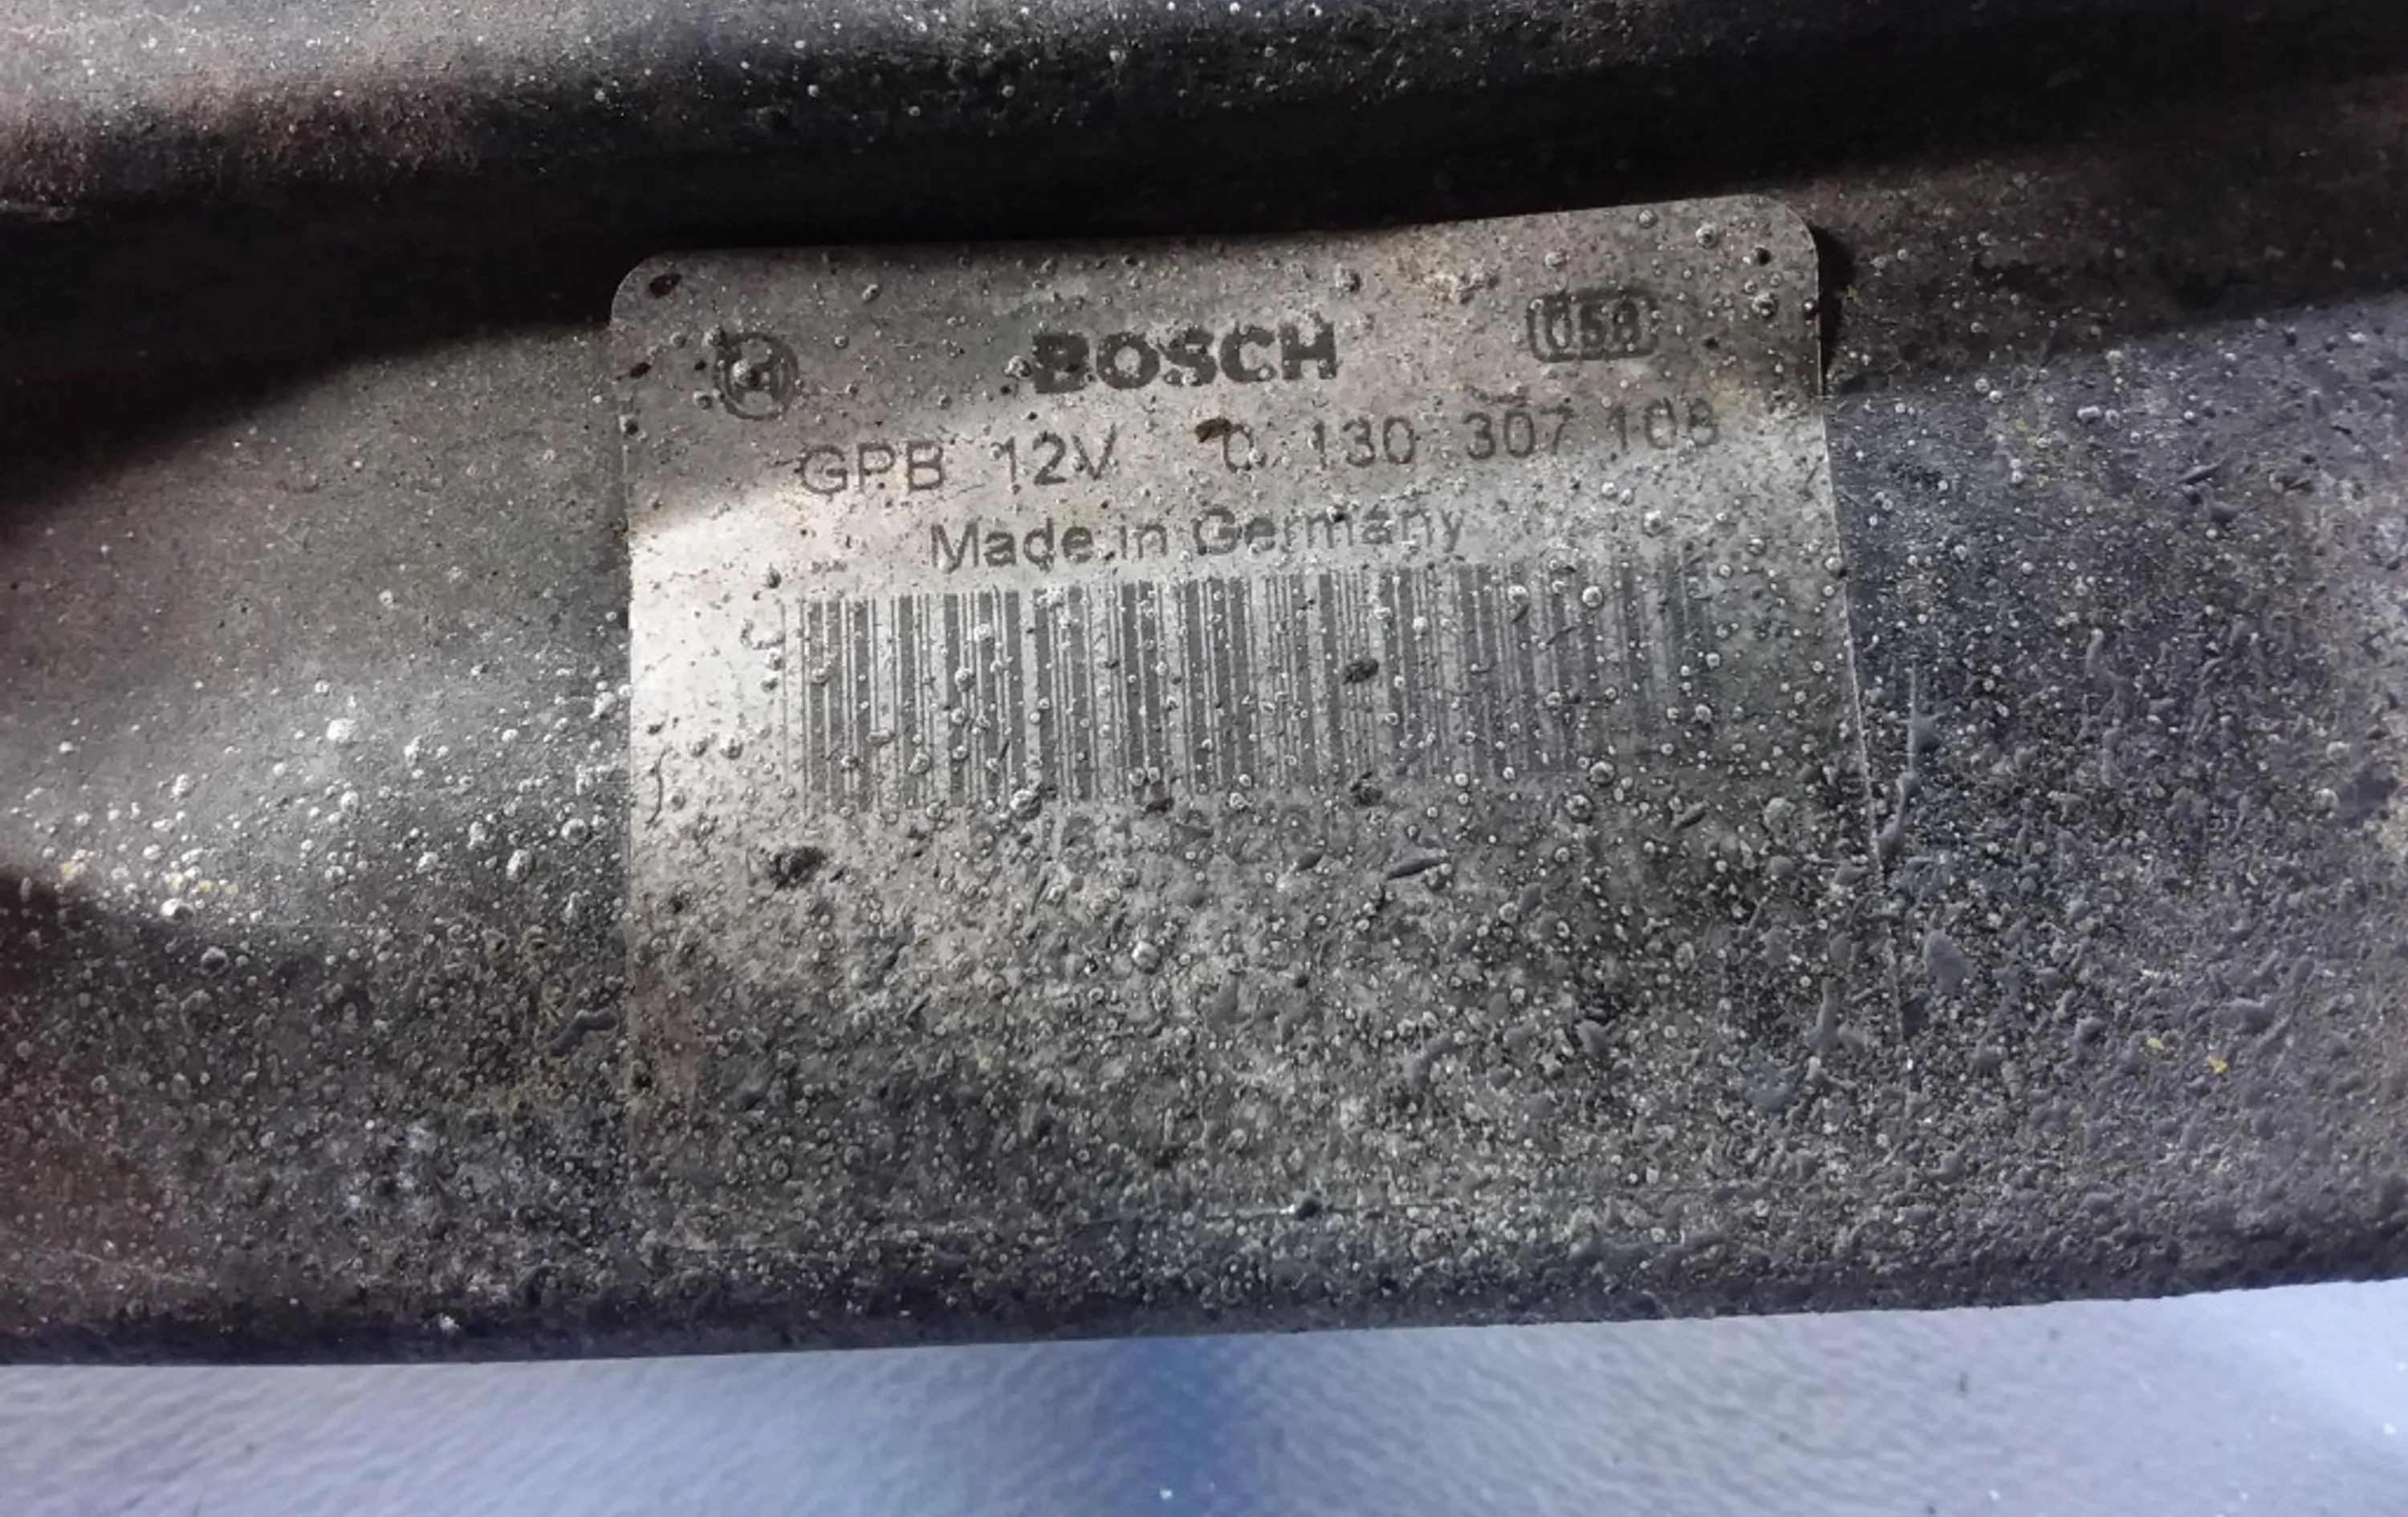 BOSCH
GPB 12V 0 130 307 108
Made in Germany